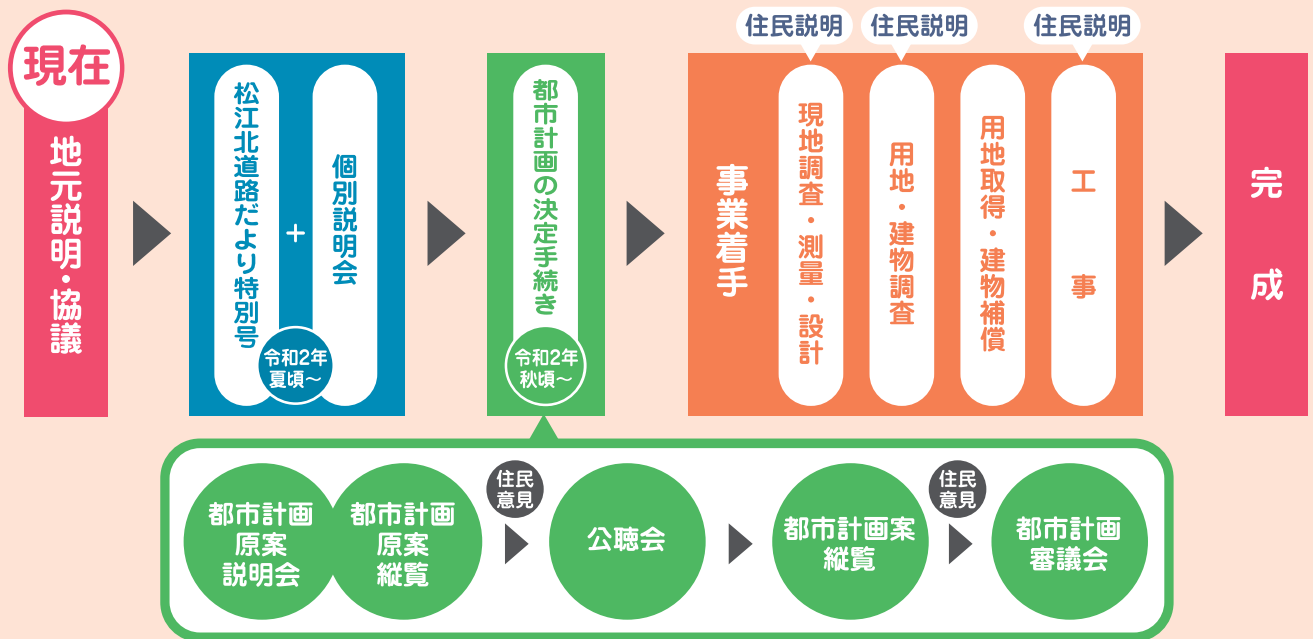 現在
地元説明・協議
松江北道路だより特別号
+
個別説明会
令和2年
夏頃~
都市計画の決定手続き
令和2年
秋頃~
事業着手
住民説明
現地調査・測量・設計
住民説明
用地・建物調査
用地取得・建物補償
住民説明
工事
完成
都市計画
原案
説明会
都市計画
原案
縦覧
住民
意見
公聴会
都市計画案
縦覧
住民
意見
都市計画
審議会